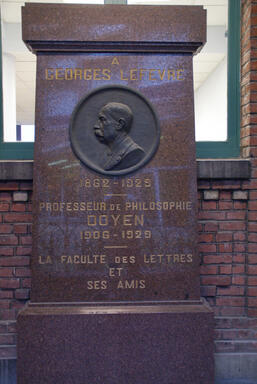 A
GEORGES LEFEVRE
1862-1929
PROFESSEUR DE PHILOSOPHIE
DOYEN
1906-1929
LA FACULTE DES LETTRES
ET
SES AMIS